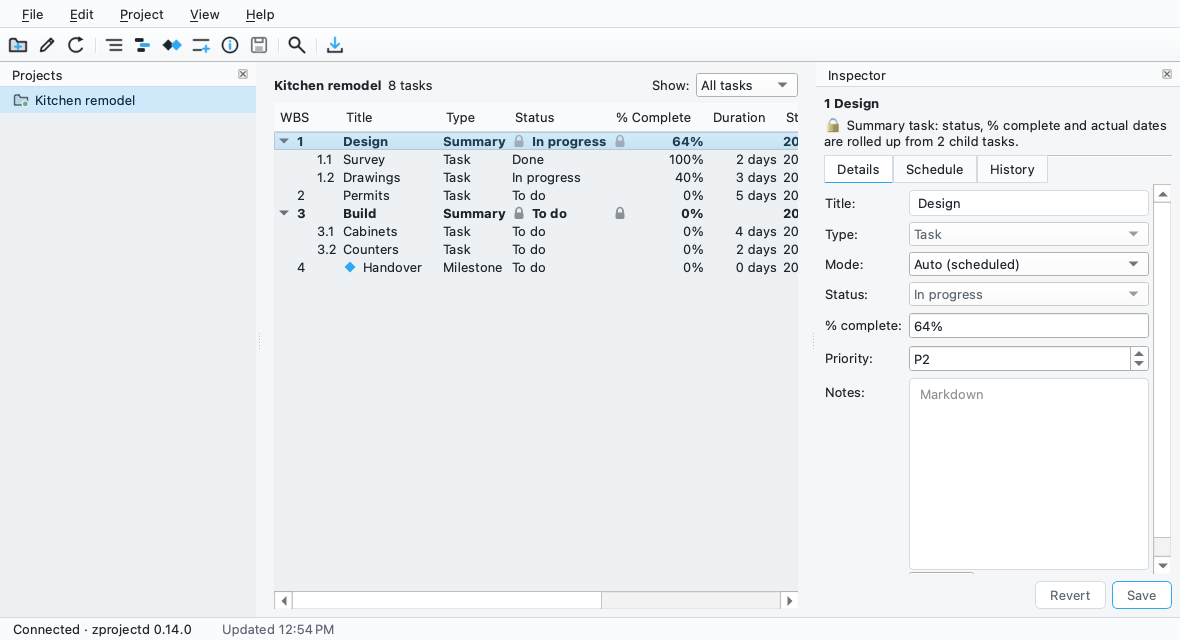 File Edit Project View Help
Projects
Kitchen remodel
Kitchen remodel 8 tasks Show: All tasks
WBS Title Type Status % Complete Duration St
1 Design Summary In progress 64% 20
1.1 Survey Task Done 100% 2 days 20
1.2 Drawings Task In progress 40% 3 days 20
2 Permits Task To do 0% 5 days 20
3 Build Summary To do 0% 20
3.1 Cabinets Task To do 0% 4 days 20
3.2 Counters Task To do 0% 2 days 20
4 Handover Milestone To do 0% 0 days 20
Inspector
1 Design
Summary task: status, % complete and actual dates
are rolled up from 2 child tasks.
Details Schedule History
Title: Design
Type: Task
Mode: Auto (scheduled)
Status: In progress
% complete: 64%
Priority: P2
Notes: Markdown
Revert Save
Connected · zprojectd 0.14.0 Updated 12:54 PM